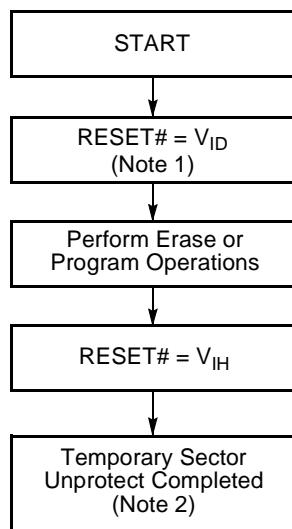 START
RESET# = VID
(Note 1)
Perform Erase or
Program Operations
RESET# = VIH
Temporary Sector
Unprotect Completed
(Note 2)